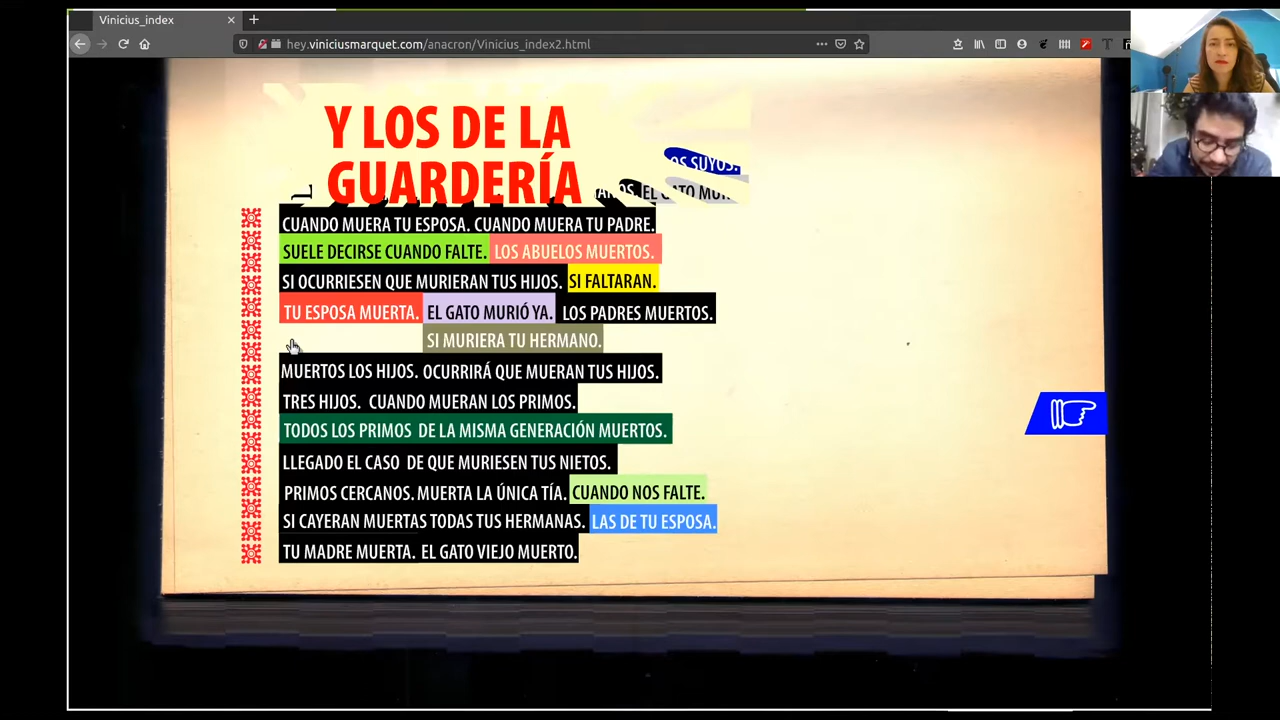 Vinicius_index
hey.viniciusmarquet.com/anacron/Vinicius_index2.html
Y LOS DE LA
GUARDERÍA
OS SUYOS.
EL GATO MUR
CUANDO MUERA TU ESPOSA. CUANDO MUERA TU PADRE.
SUELE DECIRSE CUANDO FALTE. LOS ABUELOS MUERTOS.
SI OCURRIESEN QUE MURIERAN TUS HIJOS. SI FALTARAN.
TU ESPOSA MUERTA. EL GATO MURIÓ YA. LOS PADRES MUERTOS.
SI MURIERA TU HERMANO.
MUERTOS LOS HIJOS. OCURRIRÁ QUE MUERAN TUS HIJOS.
TRES HIJOS. CUANDO MUERAN LOS PRIMOS.
TODOS LOS PRIMOS DE LA MISMA GENERACIÓN MUERTOS.
LLEGADO EL CASO DE QUE MURIESEN TUS NIETOS.
PRIMOS CERCANOS. MUERTA LA ÚNICA TÍA. CUANDO NOS FALTE.
SI CAYERAN MUERTAS TODAS TUS HERMANAS. LAS DE TU ESPOSA.
TU MADRE MUERTA. EL GATO VIEJO MUERTO.